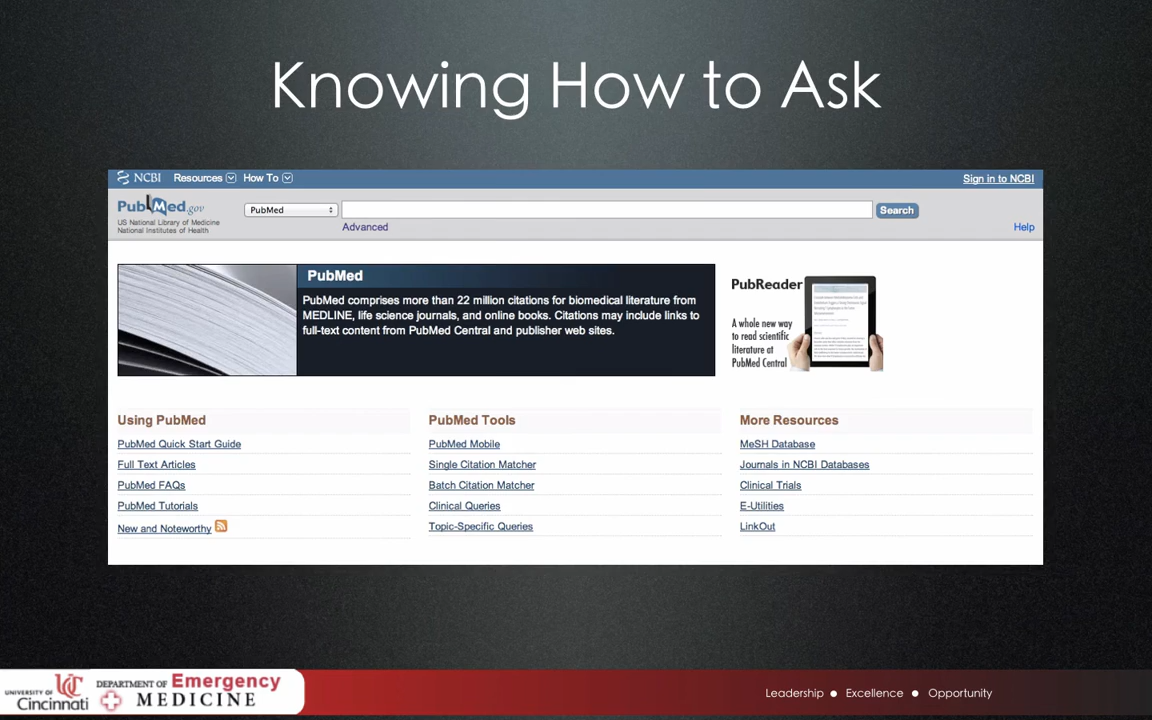 Knowing How to Ask
NCBI Resources How To Sign in to NCBI
PubMed.gov
US National Library of Medicine
National Institutes of Health
PubMed
Search
Advanced
Help
PubMed
PubMed comprises more than 22 million citations for biomedical literature from
MEDLINE, life science journals, and online books. Citations may include links to
full-text content from PubMed Central and publisher web sites.
PubReader
A whole new way
to read scientific
literature at
PubMed Central
Using PubMed
PubMed Quick Start Guide
Full Text Articles
PubMed FAQs
PubMed Tutorials
New and Noteworthy
PubMed Tools
PubMed Mobile
Single Citation Matcher
Batch Citation Matcher
Clinical Queries
Topic-Specific Queries
More Resources
MeSH Database
Journals in NCBI Databases
Clinical Trials
E-Utilities
LinkOut
UNIVERSITY OF
Cincinnati
DEPARTMENT OF Emergency
MEDICINE
Leadership ● Excellence ● Opportunity